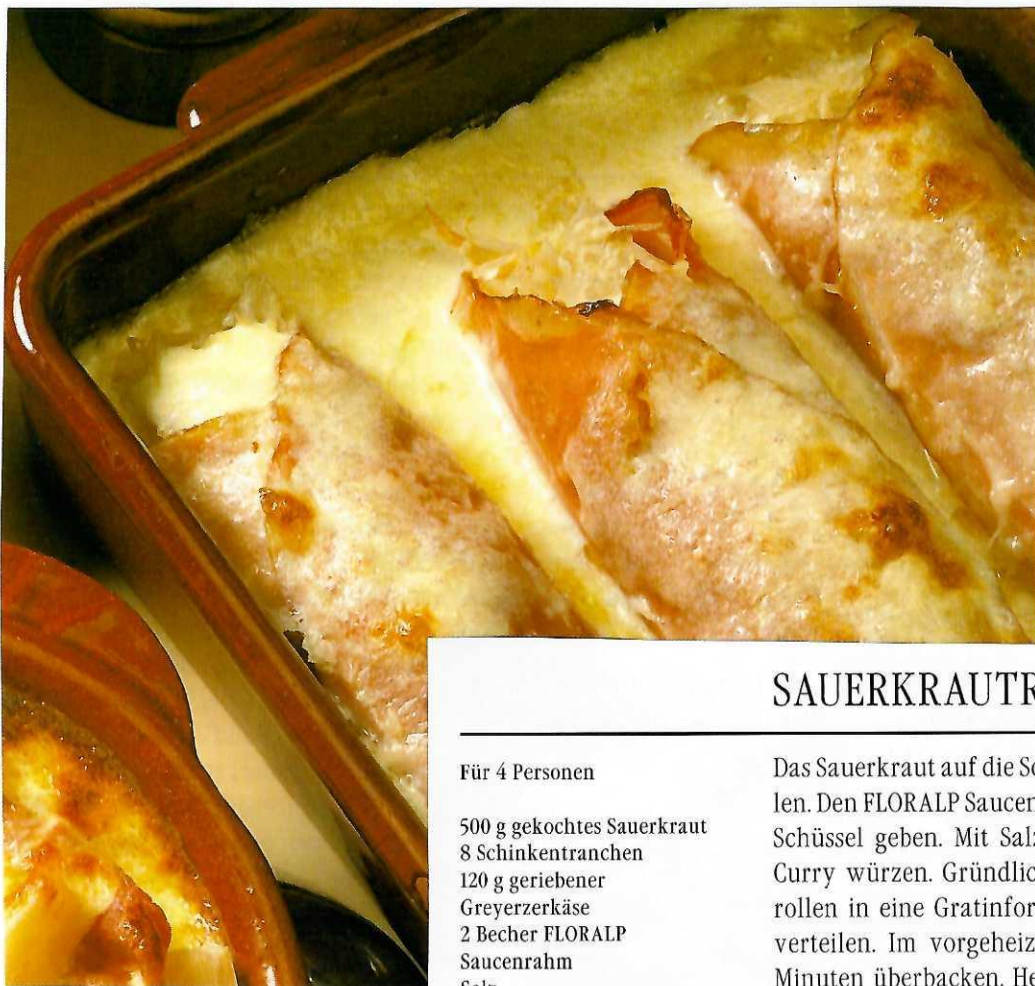 SAUERKRAUTR
Für 4 Personen
500 g gekochtes Sauerkraut
8 Schinkentranchen
120 g geriebener
Greyerzerkäse
2 Becher FLORALP
Saucenrahm
Salz
Das Sauerkraut auf die Sc
len. Den FLORALP Saucen
Schüssel geben. Mit Salz
Curry würzen. Gründlic
rollen in eine Gratinfor
verteilen. Im vorgeheiz
Minuten überbacken. He